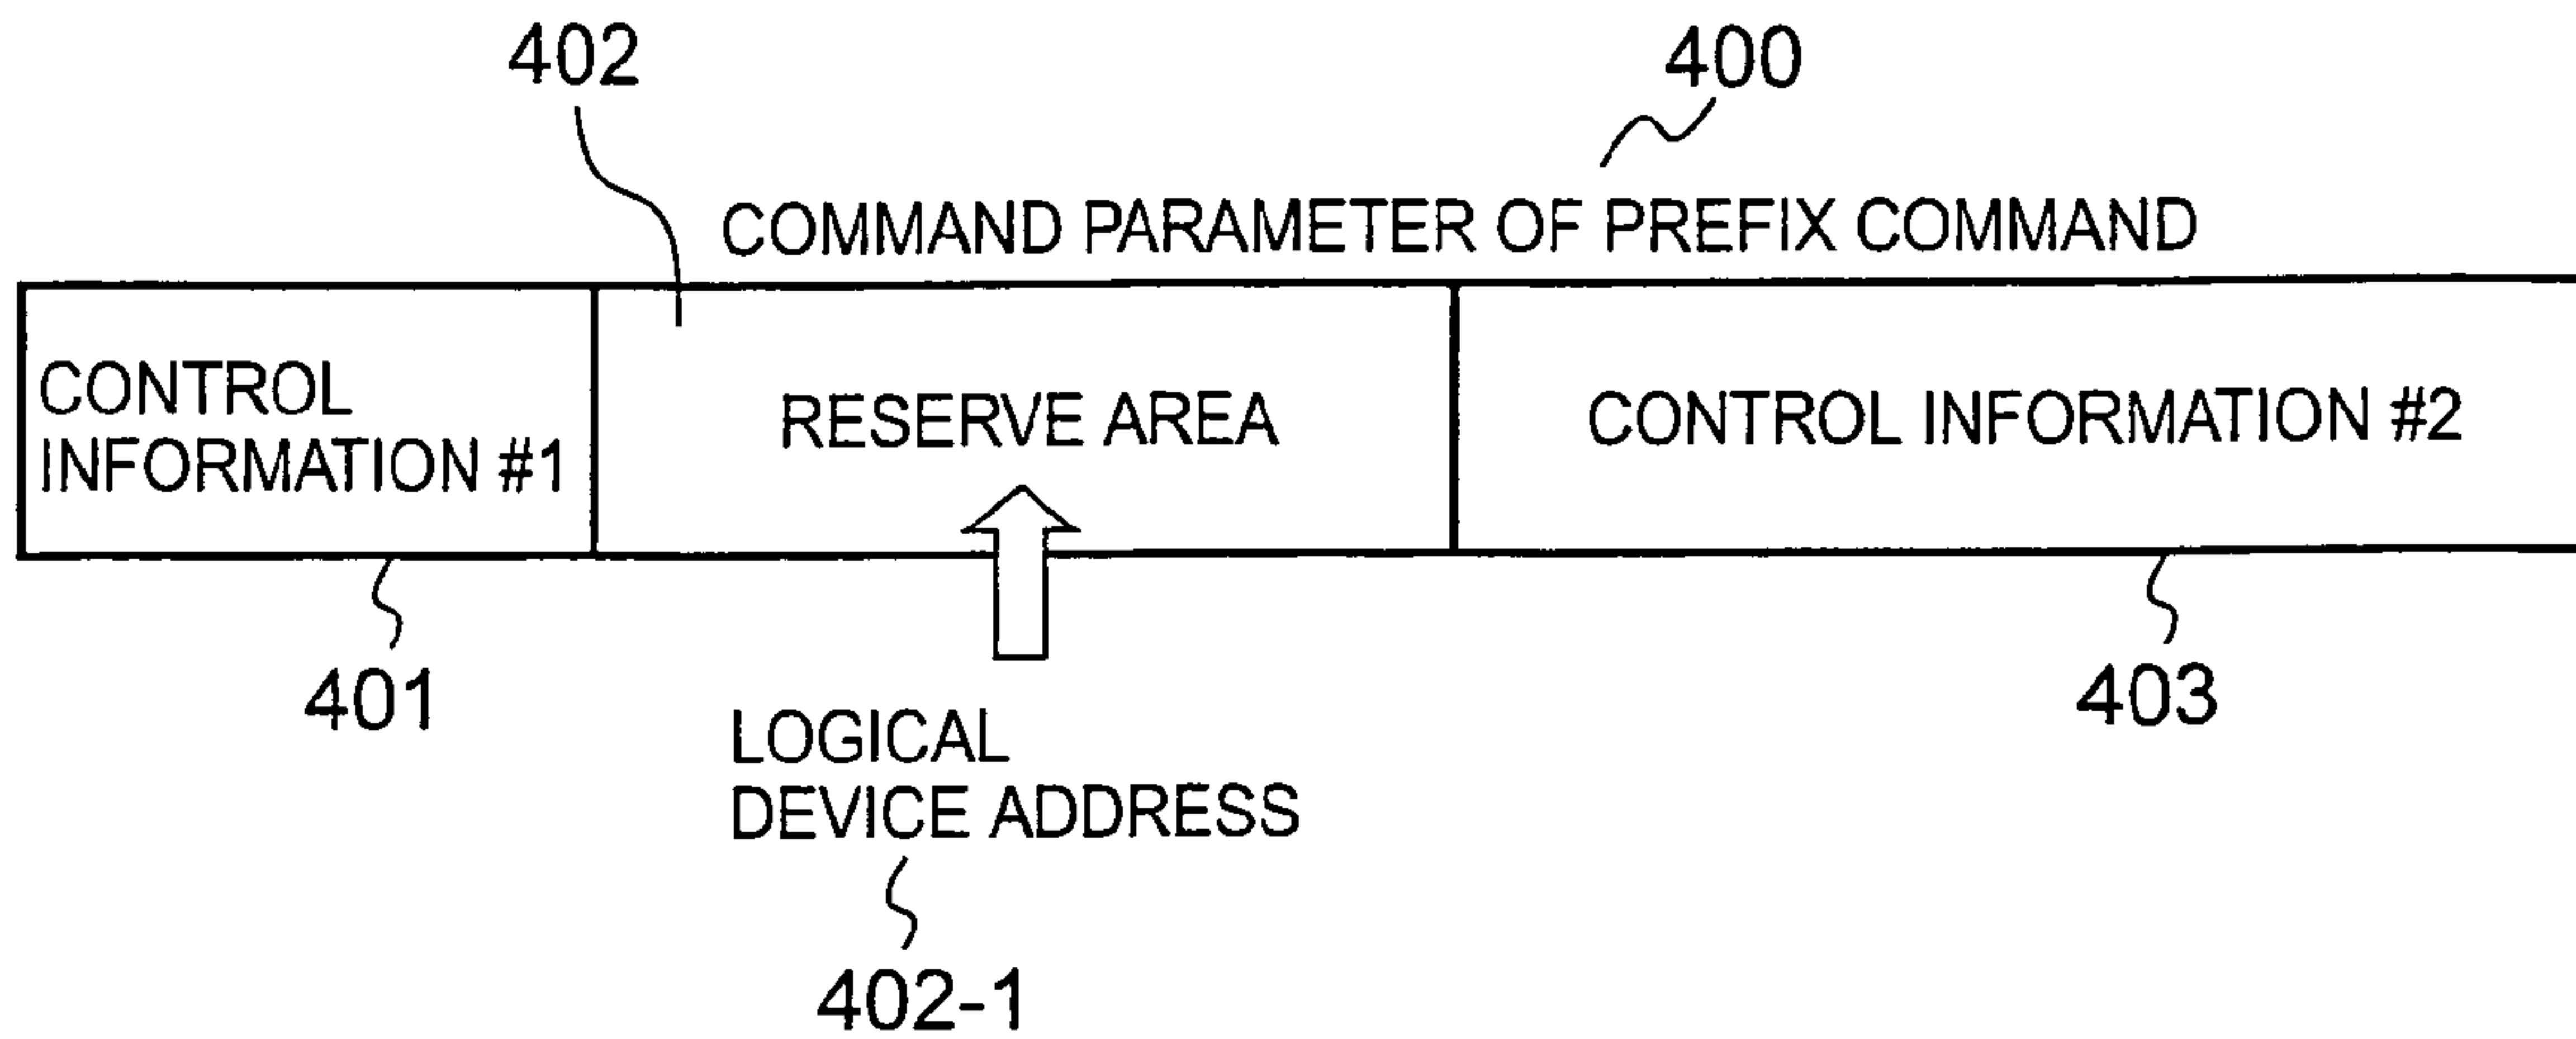 402
400
COMMAND PARAMETER OF PREFIX COMMAND
CONTROL
INFORMATION #1
RESERVE AREA
CONTROL INFORMATION #2
401
403
LOGICAL
DEVICE ADDRESS
402-1